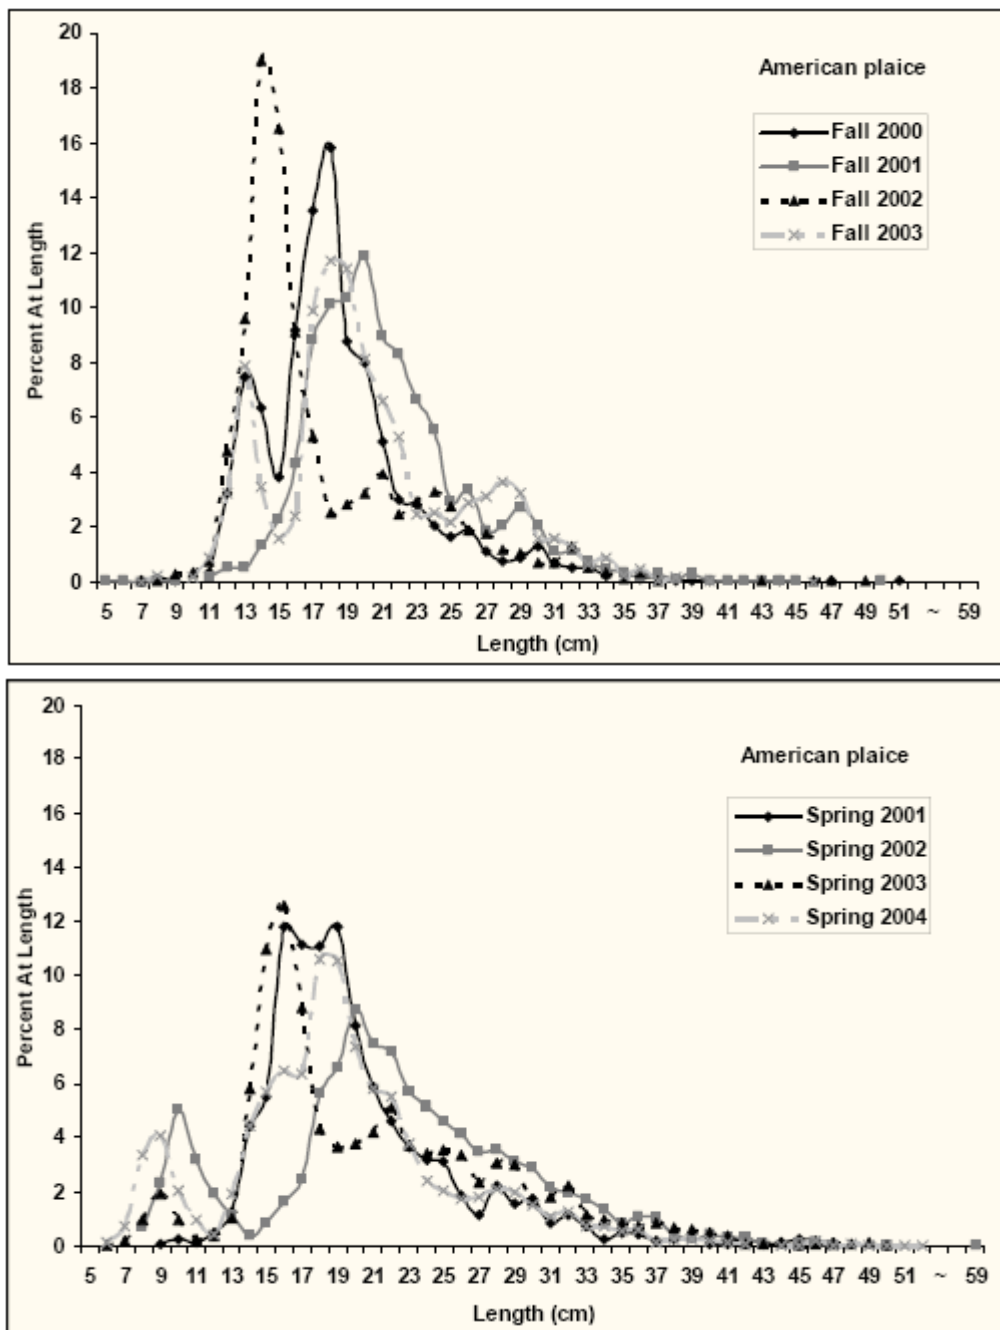 20
18
16
14
12
10
8
6
4
2
0
Percent At Length
American plaice
Fall 2000
Fall 2001
Fall 2002
Fall 2003
5 7 9 11 13 15 17 19 21 23 25 27 29 31 33 35 37 39 41 43 45 47 49 51 ~ 59
Length (cm)
20
18
16
14
12
10
8
6
4
2
0
Percent At Length
American plaice
Spring 2001
Spring 2002
Spring 2003
Spring 2004
5 7 9 11 13 15 17 19 21 23 25 27 29 31 33 35 37 39 41 43 45 47 49 51 ~ 59
Length (cm)